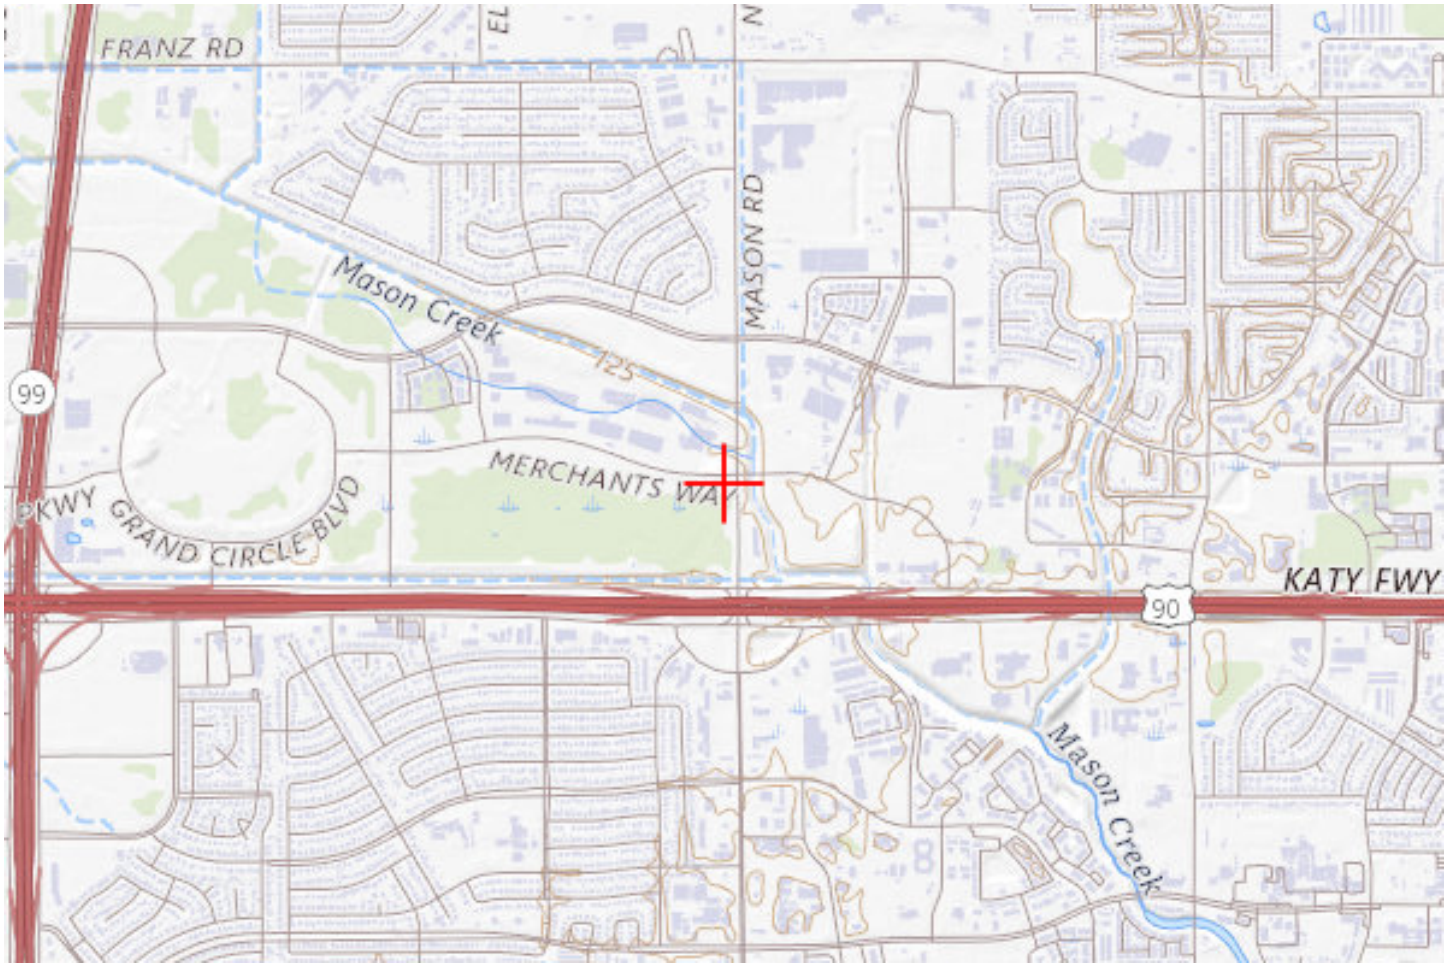 EL
N
FRANZ RD
MASON RD
Mason Creek
125
99
MERCHANTS WAY
PKWY
GRAND CIRCLE BLVD
KATY FWY
90
Mason Creek